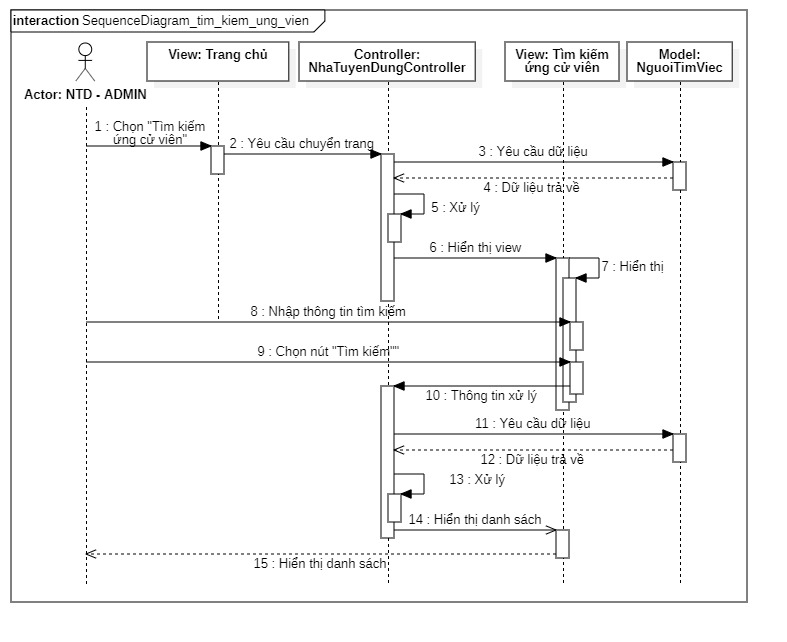 interaction SequenceDiagram_tim_kiem_ung_vien
View: Trang chủ
Controller:
NhaTuyenDungController
View: Tìm kiếm
ứng cử viên
Model:
NguoiTimViec
Actor: NTD - ADMIN
1 : Chọn "Tìm kiếm
ứng cử viên"
2 : Yêu cầu chuyển trang
3 : Yêu cầu dữ liệu
4 : Dữ liệu trả về
5 : Xử lý
6 : Hiển thị view
7 : Hiển thị
8 : Nhập thông tin tìm kiếm
9 : Chọn nút "Tìm kiếm""
10 : Thông tin xử lý
11 : Yêu cầu dữ liệu
12 : Dữ liệu trả về
13 : Xử lý
14 : Hiển thị danh sách
15 : Hiển thị danh sách